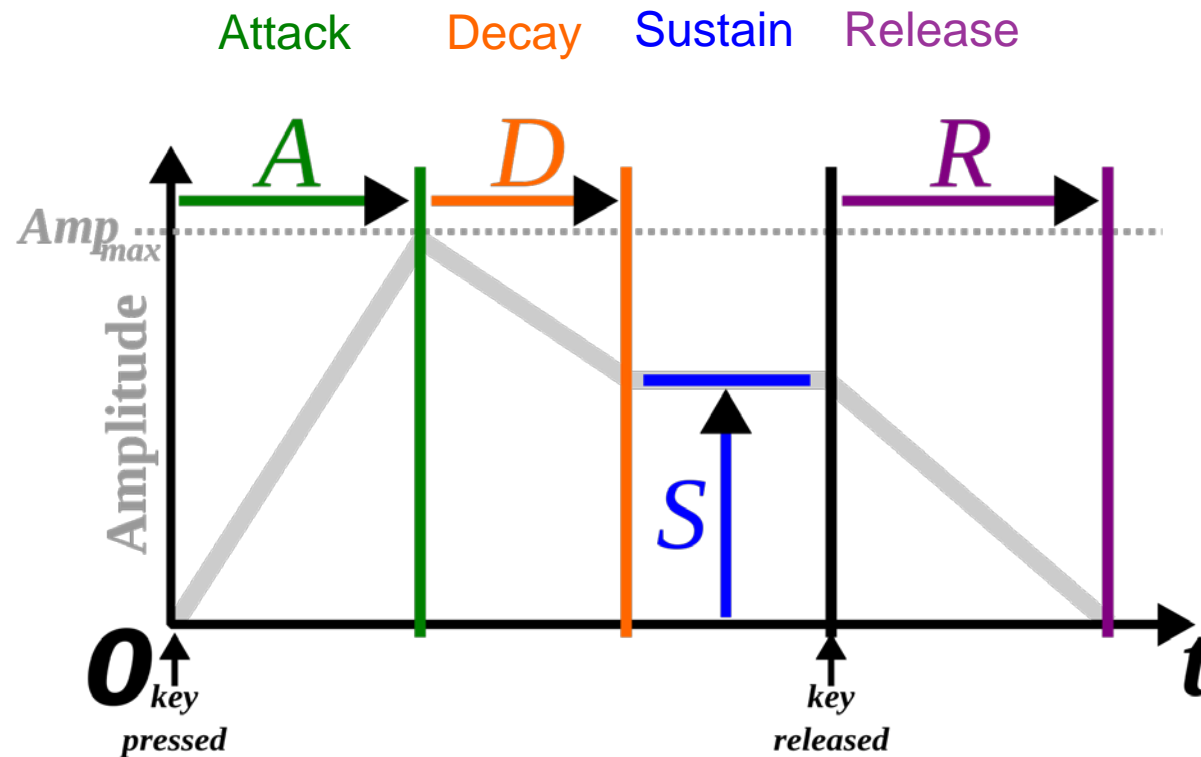 Attack Decay Sustain Release
A D R
Amp max
Amplitude
S
0 t
key key
pressed released